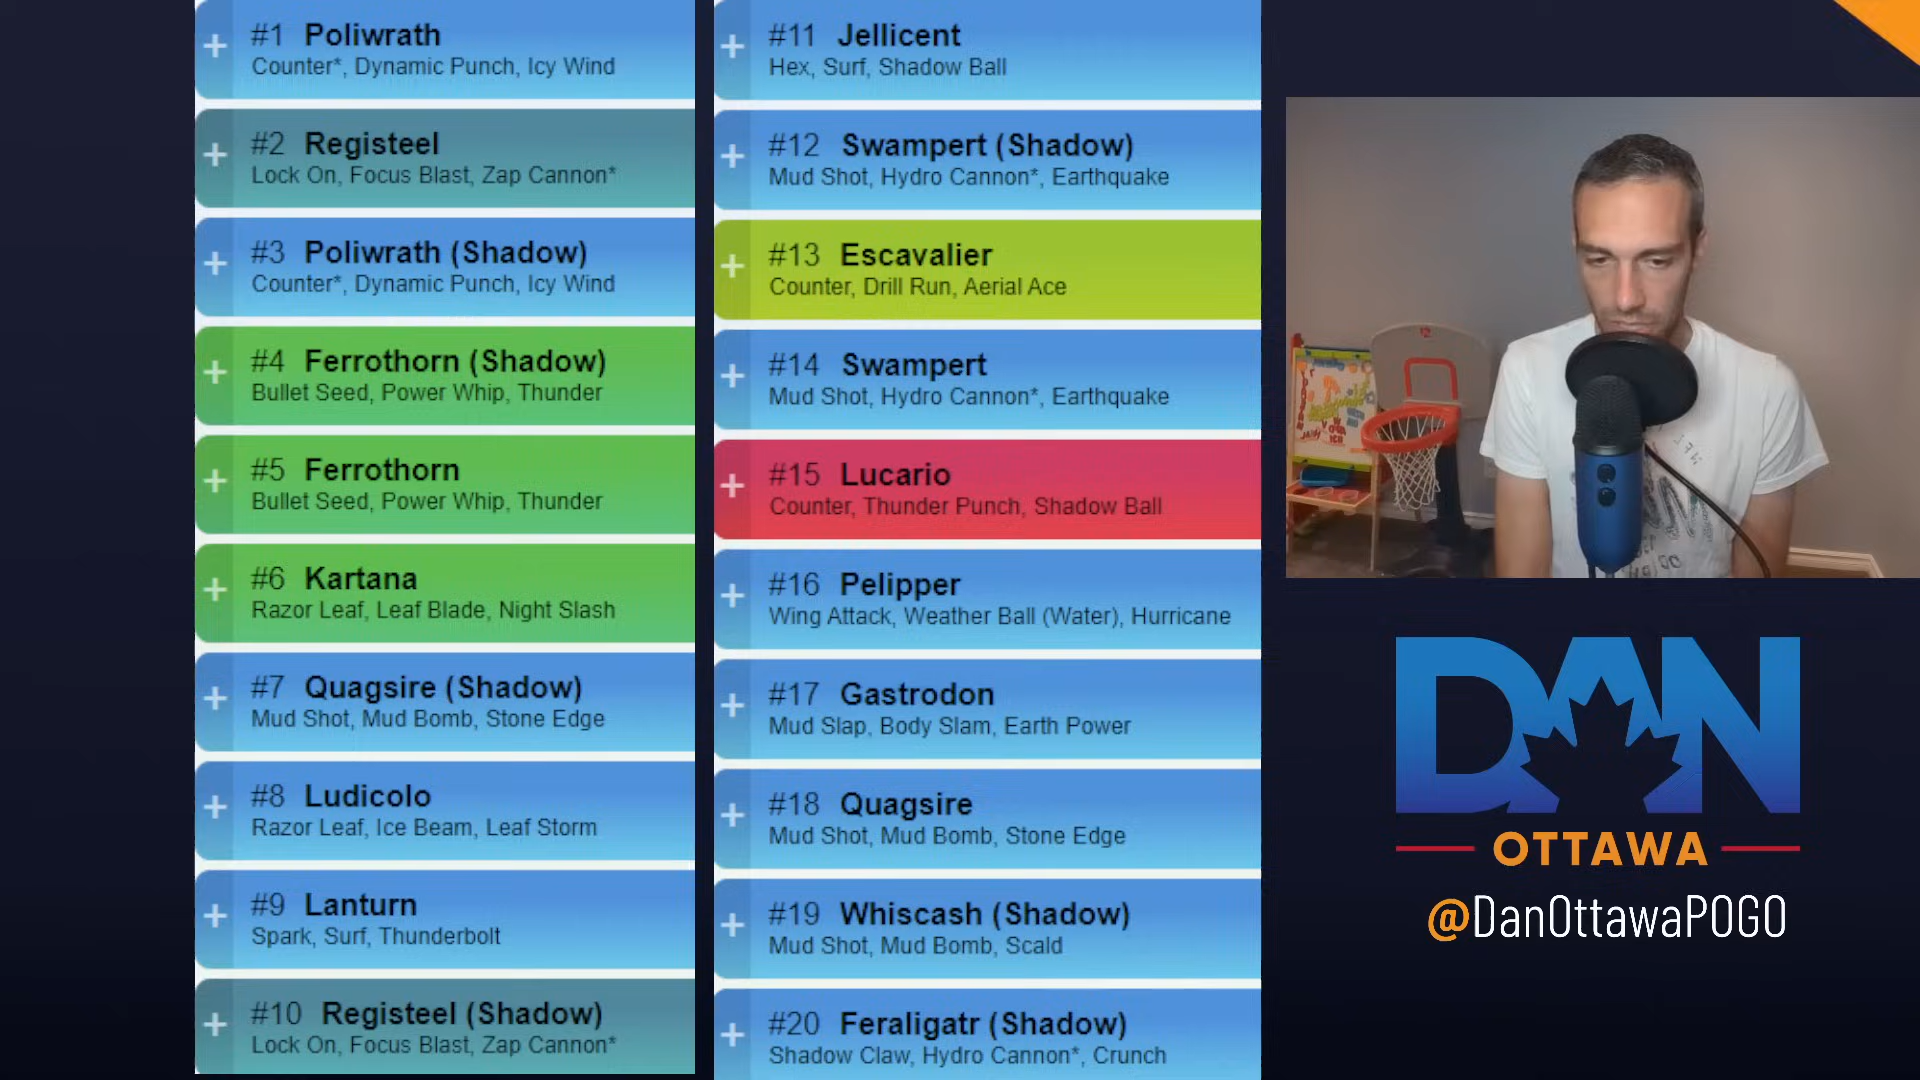 #1 Poliwrath
Counter*, Dynamic Punch, Icy Wind
#2 Registeel
Lock On, Focus Blast, Zap Cannon*
#3 Poliwrath (Shadow)
Counter*, Dynamic Punch, Icy Wind
#4 Ferrothorn (Shadow)
Bullet Seed, Power Whip, Thunder
#5 Ferrothorn
Bullet Seed, Power Whip, Thunder
#6 Kartana
Razor Leaf, Leaf Blade, Night Slash
#7 Quagsire (Shadow)
Mud Shot, Mud Bomb, Stone Edge
#8 Ludicolo
Razor Leaf, Ice Beam, Leaf Storm
#9 Lanturn
Spark, Surf, Thunderbolt
#10 Registeel (Shadow)
Lock On, Focus Blast, Zap Cannon*
#11 Jellicent
Hex, Surf, Shadow Ball
#12 Swampert (Shadow)
Mud Shot, Hydro Cannon*, Earthquake
#13 Escavalier
Counter, Drill Run, Aerial Ace
#14 Swampert
Mud Shot, Hydro Cannon*, Earthquake
#15 Lucario
Counter, Thunder Punch, Shadow Ball
#16 Pelipper
Wing Attack, Weather Ball (Water), Hurricane
#17 Gastrodon
Mud Slap, Body Slam, Earth Power
#18 Quagsire
Mud Shot, Mud Bomb, Stone Edge
#19 Whiscash (Shadow)
Mud Shot, Mud Bomb, Scald
#20 Feraligatr (Shadow)
Shadow Claw, Hydro Cannon*, Crunch
DAN
OTTAWA
@DanOttawaPOGO